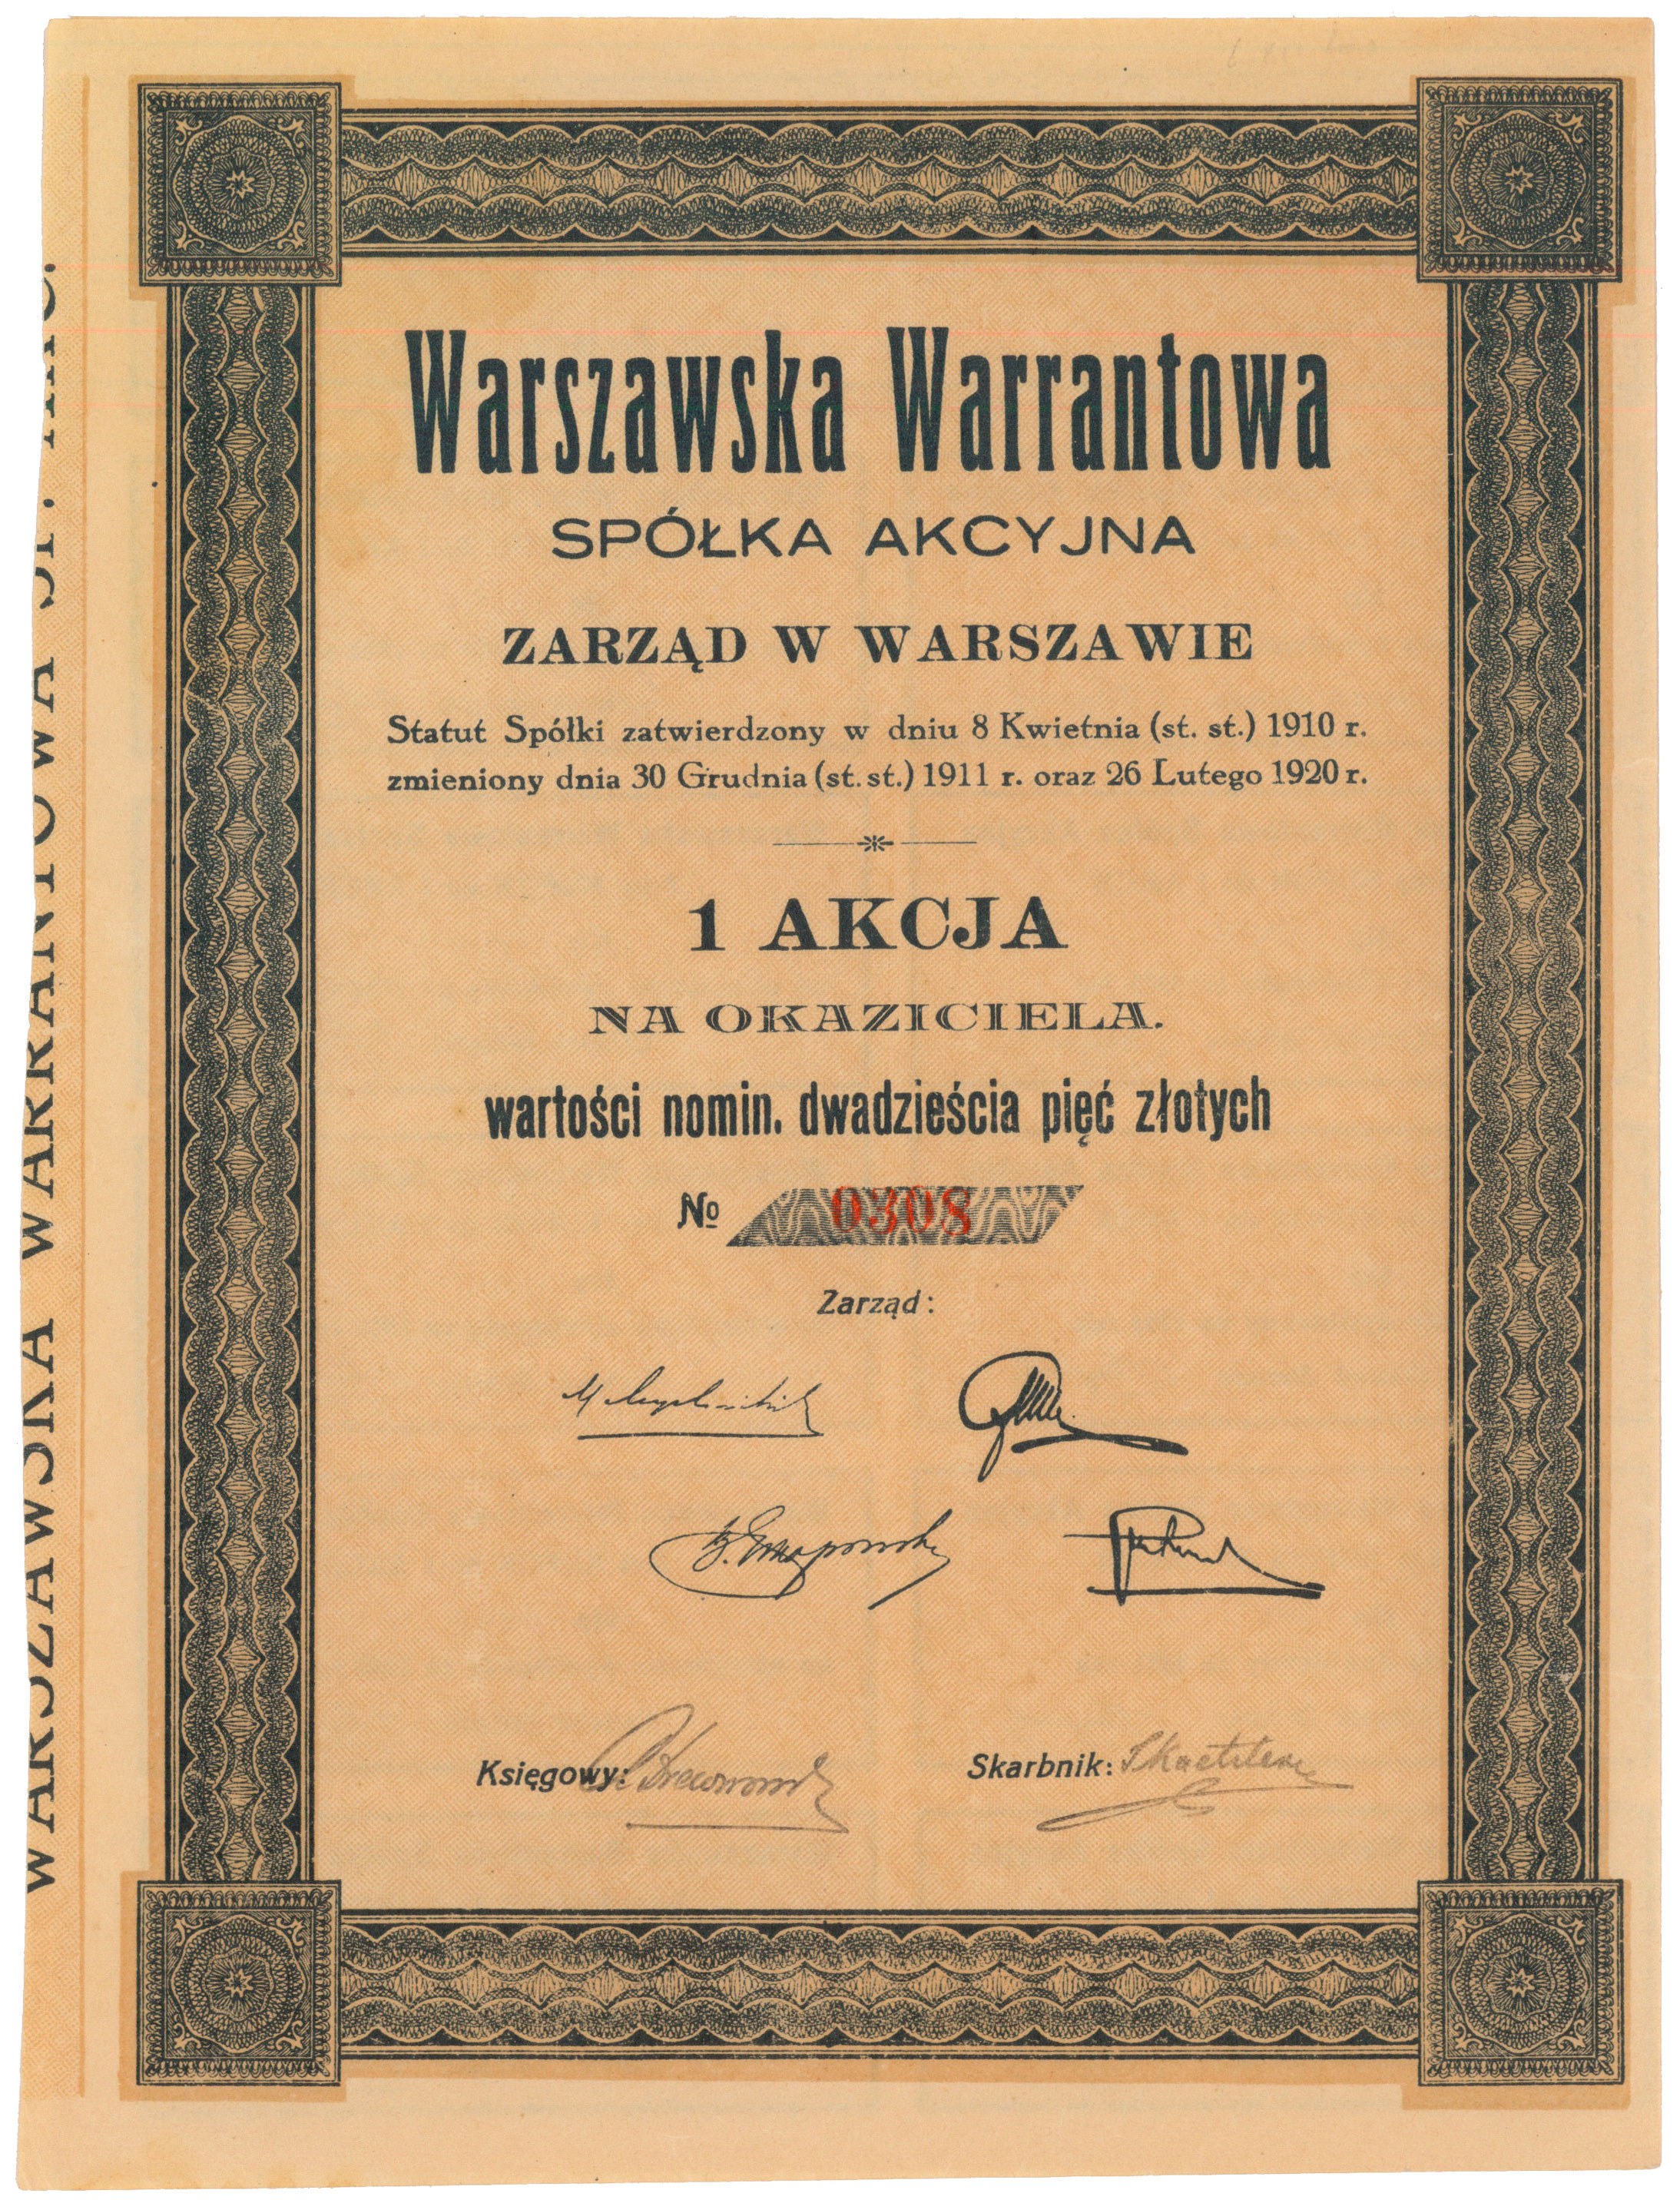 Warszawska Warrantowa
SPÓŁKA AKCYJNA
ZARZĄD W WARSZAWIE
Statut Spółki zatwierdzony w dniu 8 Kwietnia (st. st.) 1910 r.
zmieniony dnia 30 Grudnia (st. st.) 1911 r. oraz 26 Lutego 1920 r.
1 AKCJA
NA OKAZICIELA.
wartości nomin. dwadzieścia pięć złotych
№ 0308
Zarząd:
Księgowy:
Skarbnik:
WARSZAWSKA WARRANTOWA SP. AKC.